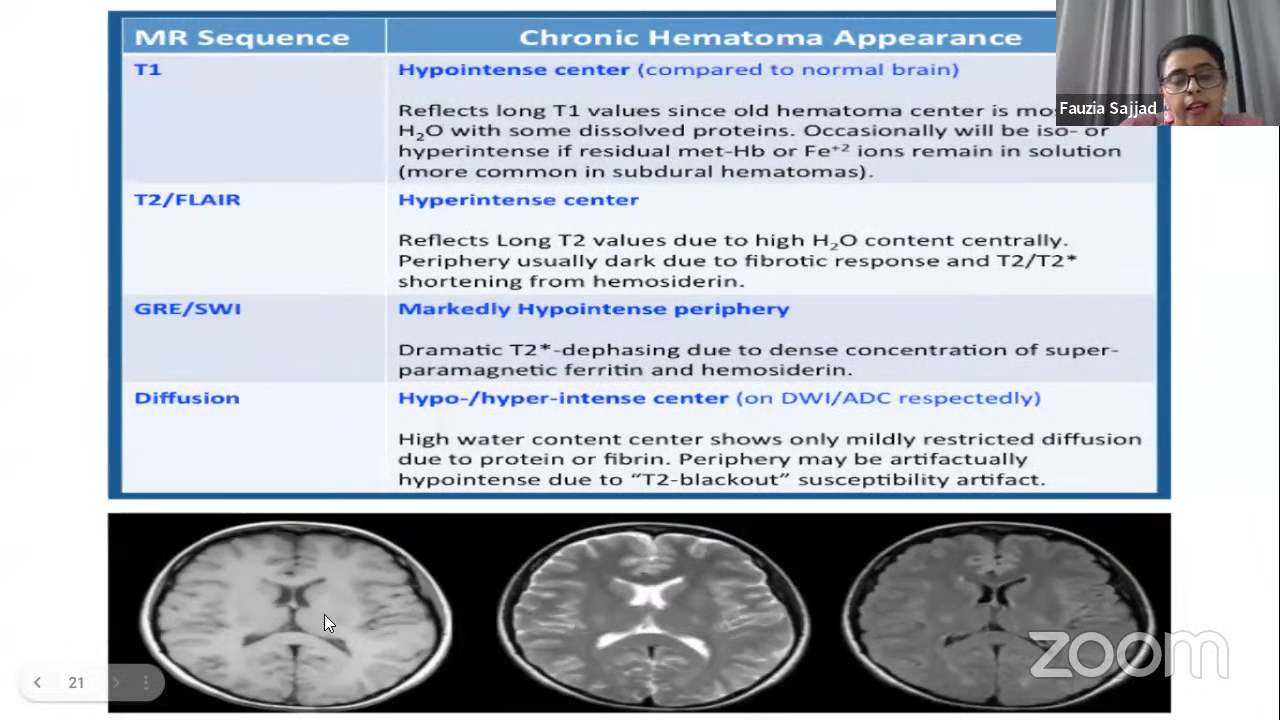 MR Sequence Chronic Hematoma Appearance
T1 Hypointense center (compared to normal brain)
Reflects long T1 values since old hematoma center is
H₂O with some dissolved proteins. Occasionally will be iso- or
hyperintense if residual met-Hb or Fe⁺² ions remain in solution
(more common in subdural hematomas).
T2/FLAIR Hyperintense center
Reflects Long T2 values due to high H₂O content centrally.
Periphery usually dark due to fibrotic response and T2/T2*
shortening from hemosiderin.
GRE/SWI Markedly Hypointense periphery
Dramatic T2*-dephasing due to dense concentration of super-
paramagnetic ferritin and hemosiderin.
Diffusion Hypo-/hyper-intense center (on DWI/ADC respectedly)
High water content center shows only mildly restricted diffusion
due to protein or fibrin. Periphery may be artifactually
hypointense due to “T2-blackout” susceptibility artifact.
Fauzia Sajjad
21
zoom